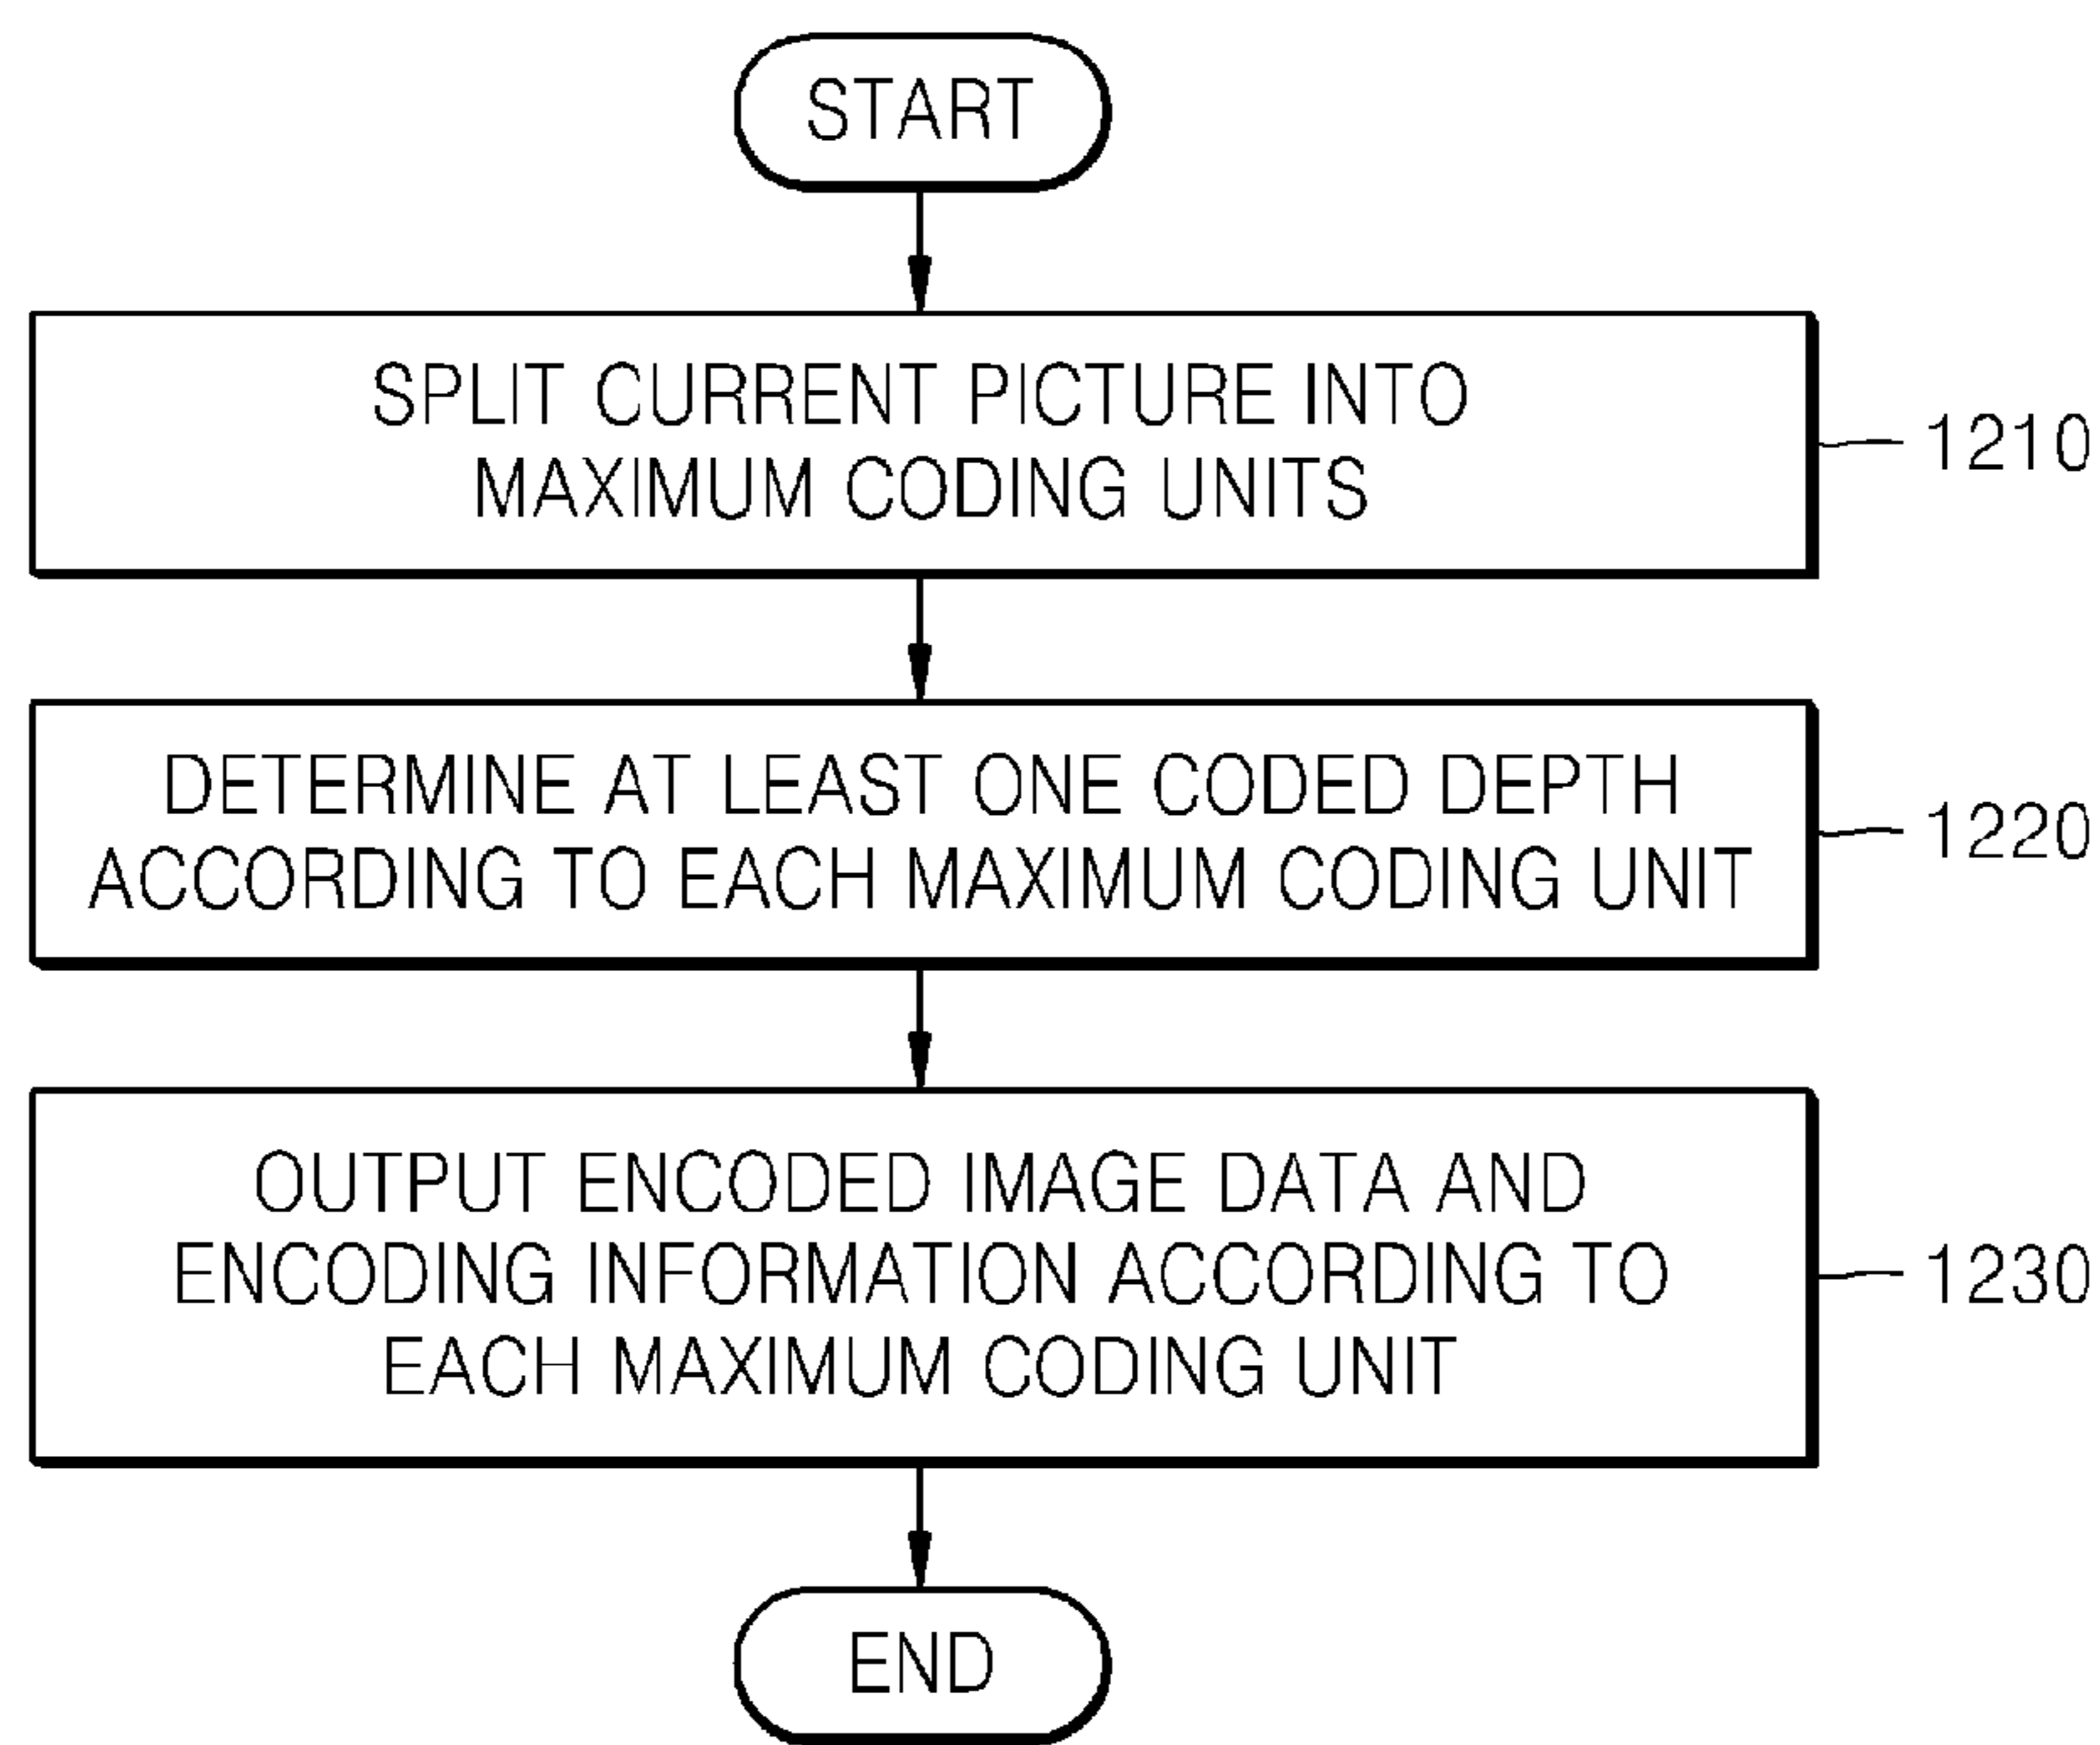 START
SPLIT CURRENT PICTURE INTO
MAXIMUM CODING UNITS
1210
DETERMINE AT LEAST ONE CODED DEPTH
ACCORDING TO EACH MAXIMUM CODING UNIT
1220
OUTPUT ENCODED IMAGE DATA AND
ENCODING INFORMATION ACCORDING TO
EACH MAXIMUM CODING UNIT
1230
END